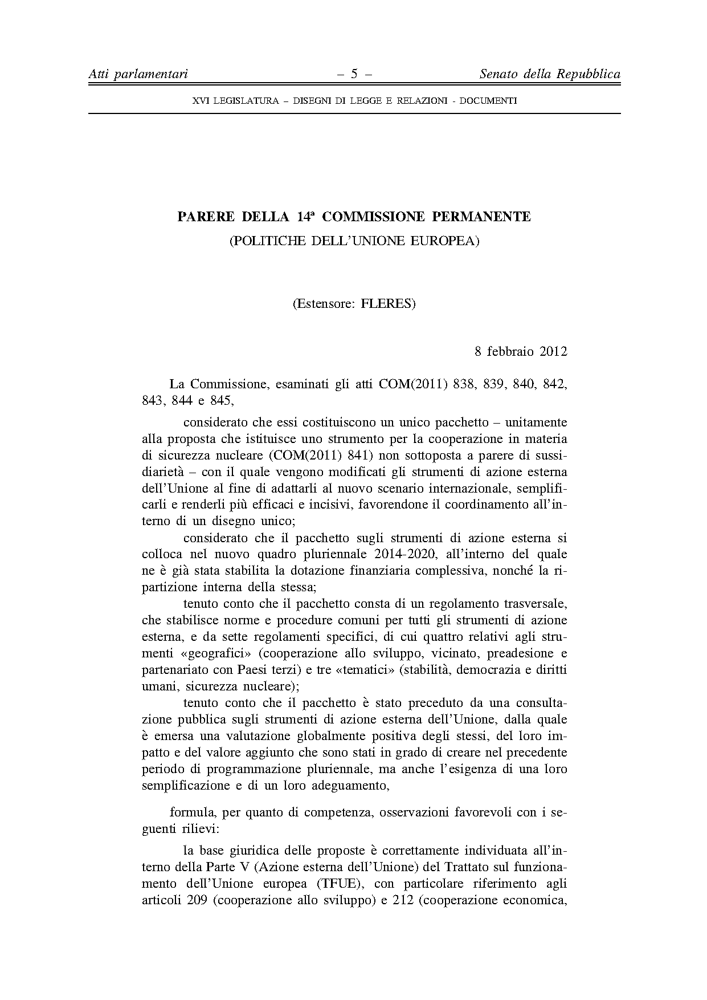 Atti parlamentari – 5 – Senato della Repubblica
XVI LEGISLATURA – DISEGNI DI LEGGE E RELAZIONI - DOCUMENTI
PARERE DELLA 14ª COMMISSIONE PERMANENTE
(POLITICHE DELL’UNIONE EUROPEA)
(Estensore: FLERES)
8 febbraio 2012
La Commissione, esaminati gli atti COM(2011) 838, 839, 840, 842,
843, 844 e 845,
considerato che essi costituiscono un unico pacchetto – unitamente
alla proposta che istituisce uno strumento per la cooperazione in materia
di sicurezza nucleare (COM(2011) 841) non sottoposta a parere di sussi-
diarietà – con il quale vengono modificati gli strumenti di azione esterna
dell’Unione al fine di adattarli al nuovo scenario internazionale, semplifi-
carli e renderli più efficaci e incisivi, favorendone il coordinamento all’in-
terno di un disegno unico;
considerato che il pacchetto sugli strumenti di azione esterna si
colloca nel nuovo quadro pluriennale 2014-2020, all’interno del quale
ne è già stata stabilita la dotazione finanziaria complessiva, nonché la ri-
partizione interna della stessa;
tenuto conto che il pacchetto consta di un regolamento trasversale,
che stabilisce norme e procedure comuni per tutti gli strumenti di azione
esterna, e da sette regolamenti specifici, di cui quattro relativi agli stru-
menti «geografici» (cooperazione allo sviluppo, vicinato, preadesione e
partenariato con Paesi terzi) e tre «tematici» (stabilità, democrazia e diritti
umani, sicurezza nucleare);
tenuto conto che il pacchetto è stato preceduto da una consulta-
zione pubblica sugli strumenti di azione esterna dell’Unione, dalla quale
è emersa una valutazione globalmente positiva degli stessi, del loro im-
patto e del valore aggiunto che sono stati in grado di creare nel precedente
periodo di programmazione pluriennale, ma anche l’esigenza di una loro
semplificazione e di un loro adeguamento,
formula, per quanto di competenza, osservazioni favorevoli con i se-
guenti rilievi:
la base giuridica delle proposte è correttamente individuata all’in-
terno della Parte V (Azione esterna dell’Unione) del Trattato sul funziona-
mento dell’Unione europea (TFUE), con particolare riferimento agli
articoli 209 (cooperazione allo sviluppo) e 212 (cooperazione economica,